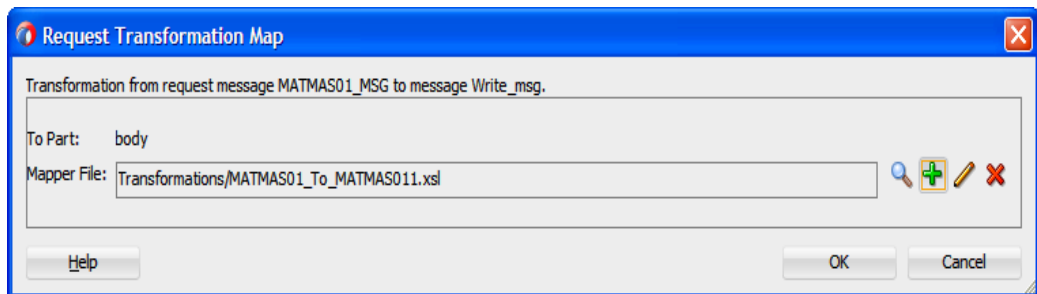 Request Transformation Map
Transformation from request message MATMAS01_MSG to message Write_msg.
To Part: body
Mapper File: Transformations/MATMAS01_To_MATMAS011.xsl
Help OK Cancel